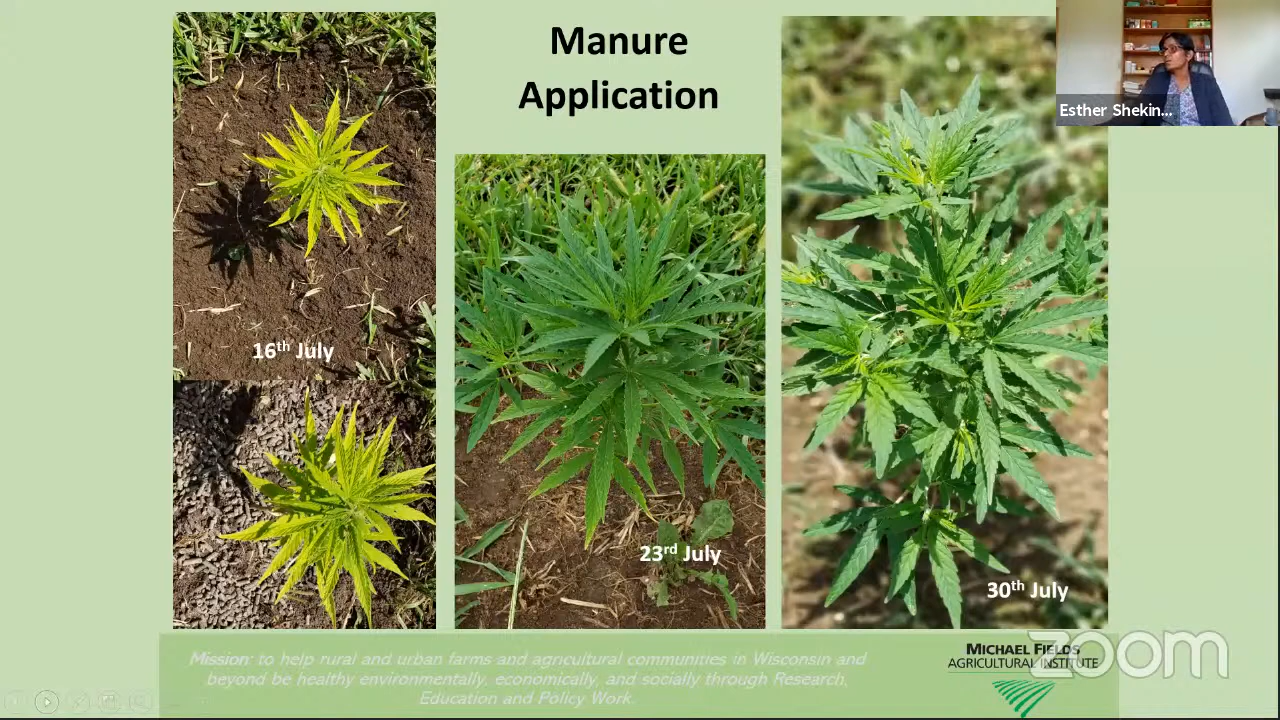 Manure
Application
Esther Shekin...
16th July
23rd July
30th July
Mission: to help rural and urban farms and agricultural communities in Wisconsin and
beyond be healthy environmentally, economically, and socially through Research,
Education and Policy Work.
MICHAEL FIELDS
AGRICULTURAL INSTITUTE
zoom